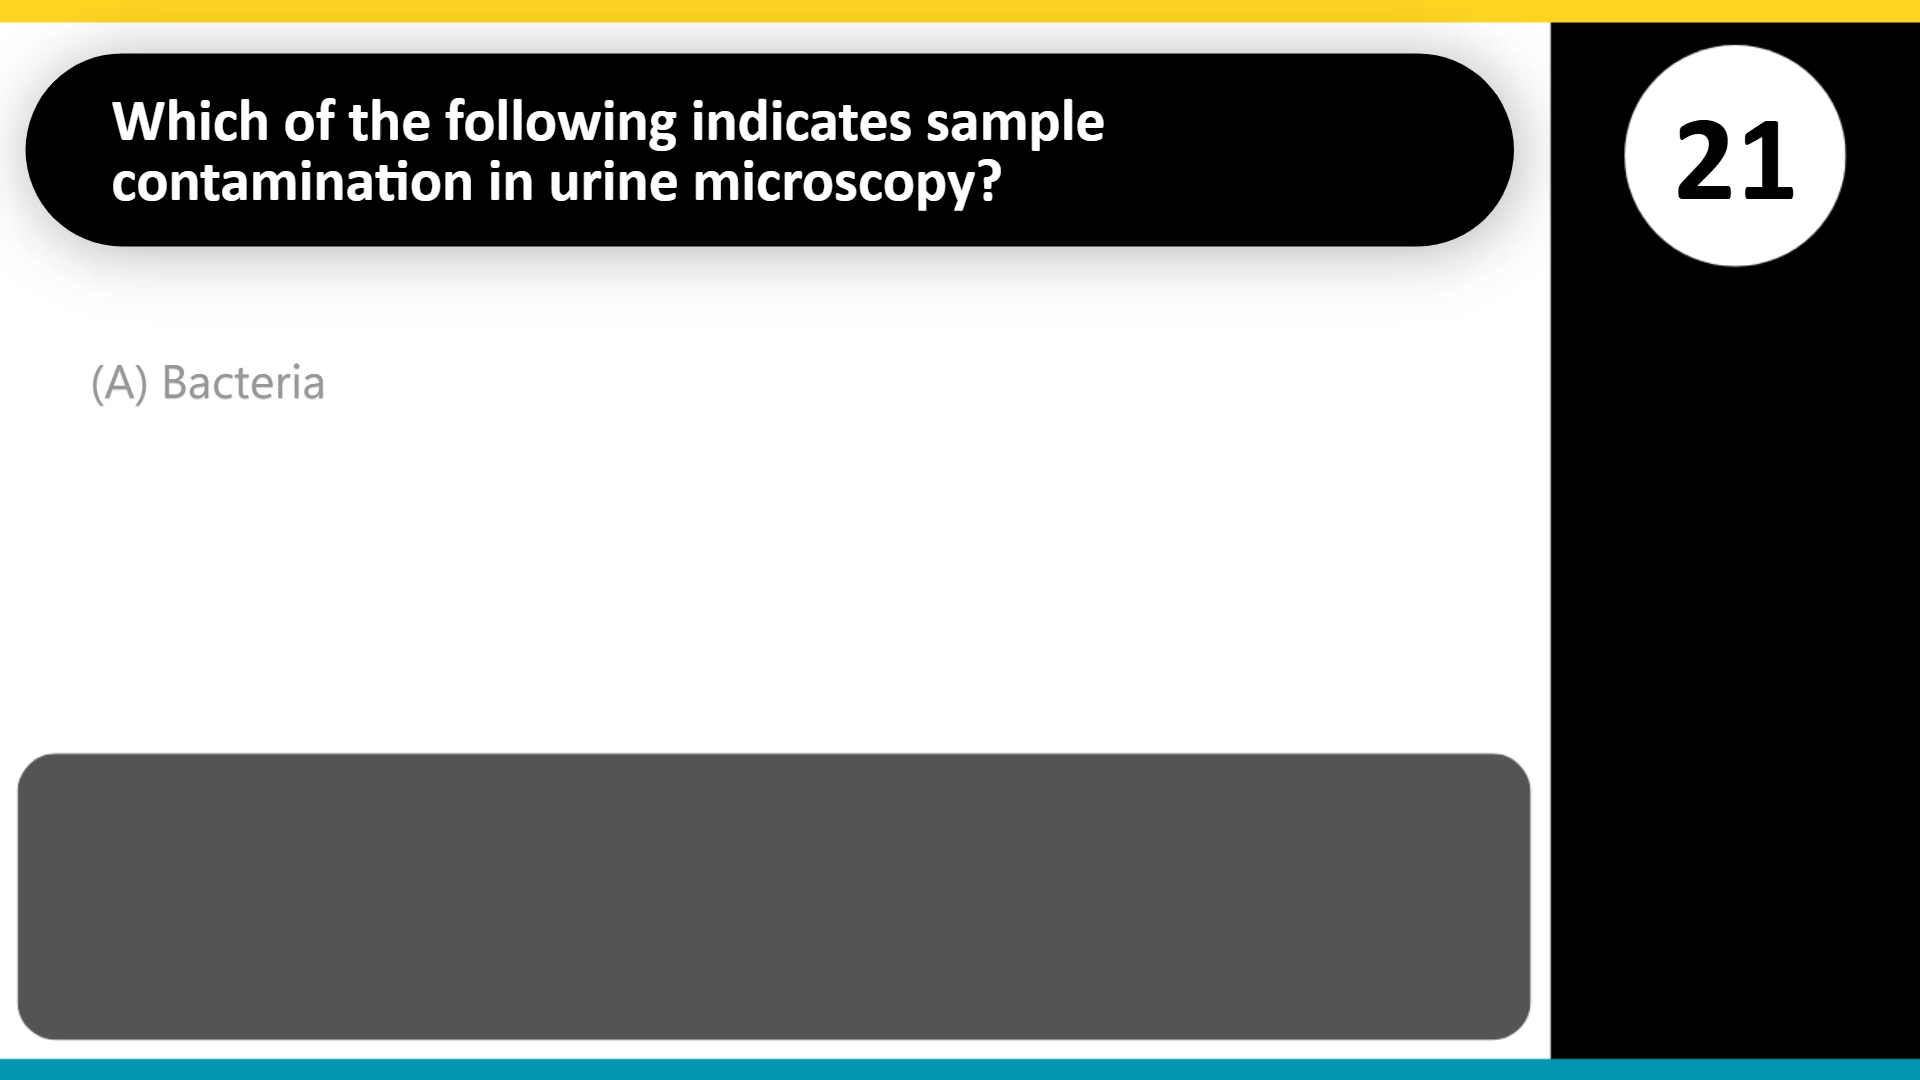 Which of the following indicates sample
contamination in urine microscopy?
21
(A) Bacteria